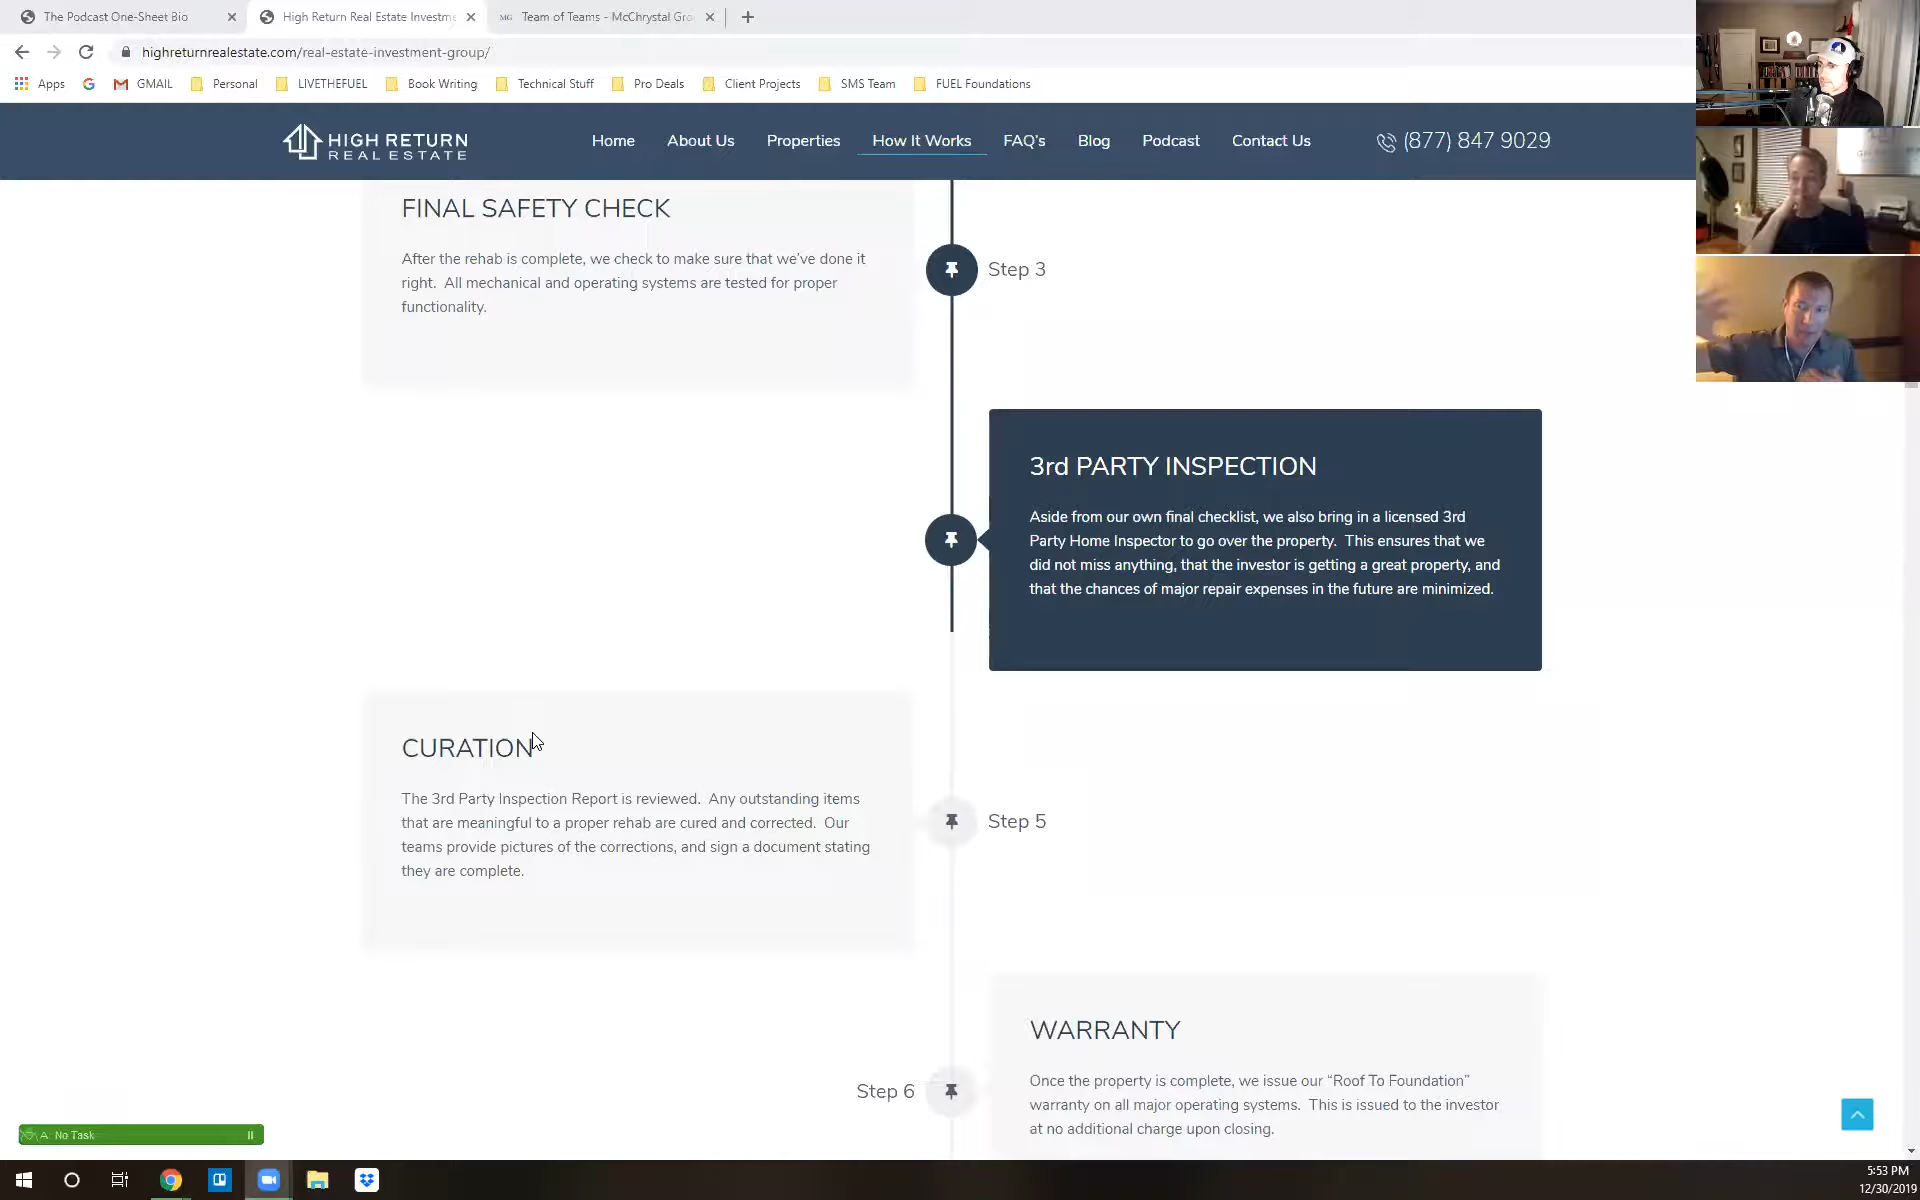 The Podcast One-Sheet Bio
High Return Real Estate Investme
MG Team of Teams - McChrystal Gro
highreturnrealestate.com/real-estate-investment-group/
Apps GMAIL Personal LIVETHEFUEL Book Writing Technical Stuff Pro Deals Client Projects SMS Team FUEL Foundations
HIGH RETURN
REAL ESTATE
Home About Us Properties How It Works FAQ's Blog Podcast Contact Us (877) 847 9029
FINAL SAFETY CHECK
After the rehab is complete, we check to make sure that we've done it
right. All mechanical and operating systems are tested for proper
functionality.
Step 3
3rd PARTY INSPECTION
Aside from our own final checklist, we also bring in a licensed 3rd
Party Home Inspector to go over the property. This ensures that we
did not miss anything, that the investor is getting a great property, and
that the chances of major repair expenses in the future are minimized.
CURATION
The 3rd Party Inspection Report is reviewed. Any outstanding items
that are meaningful to a proper rehab are cured and corrected. Our
teams provide pictures of the corrections, and sign a document stating
they are complete.
Step 5
WARRANTY
Once the property is complete, we issue our “Roof To Foundation”
warranty on all major operating systems. This is issued to the investor
at no additional charge upon closing.
Step 6
A: No Task
5:53 PM
12/30/2019